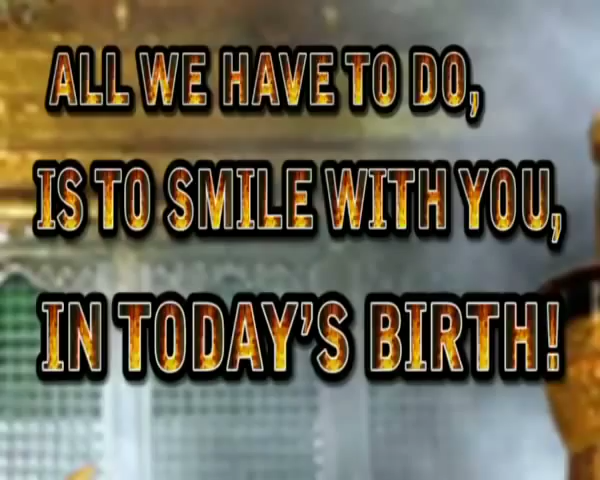 ALL WE HAVE TO DO,
IS TO SMILE WITH YOU,
IN TODAY'S BIRTH!